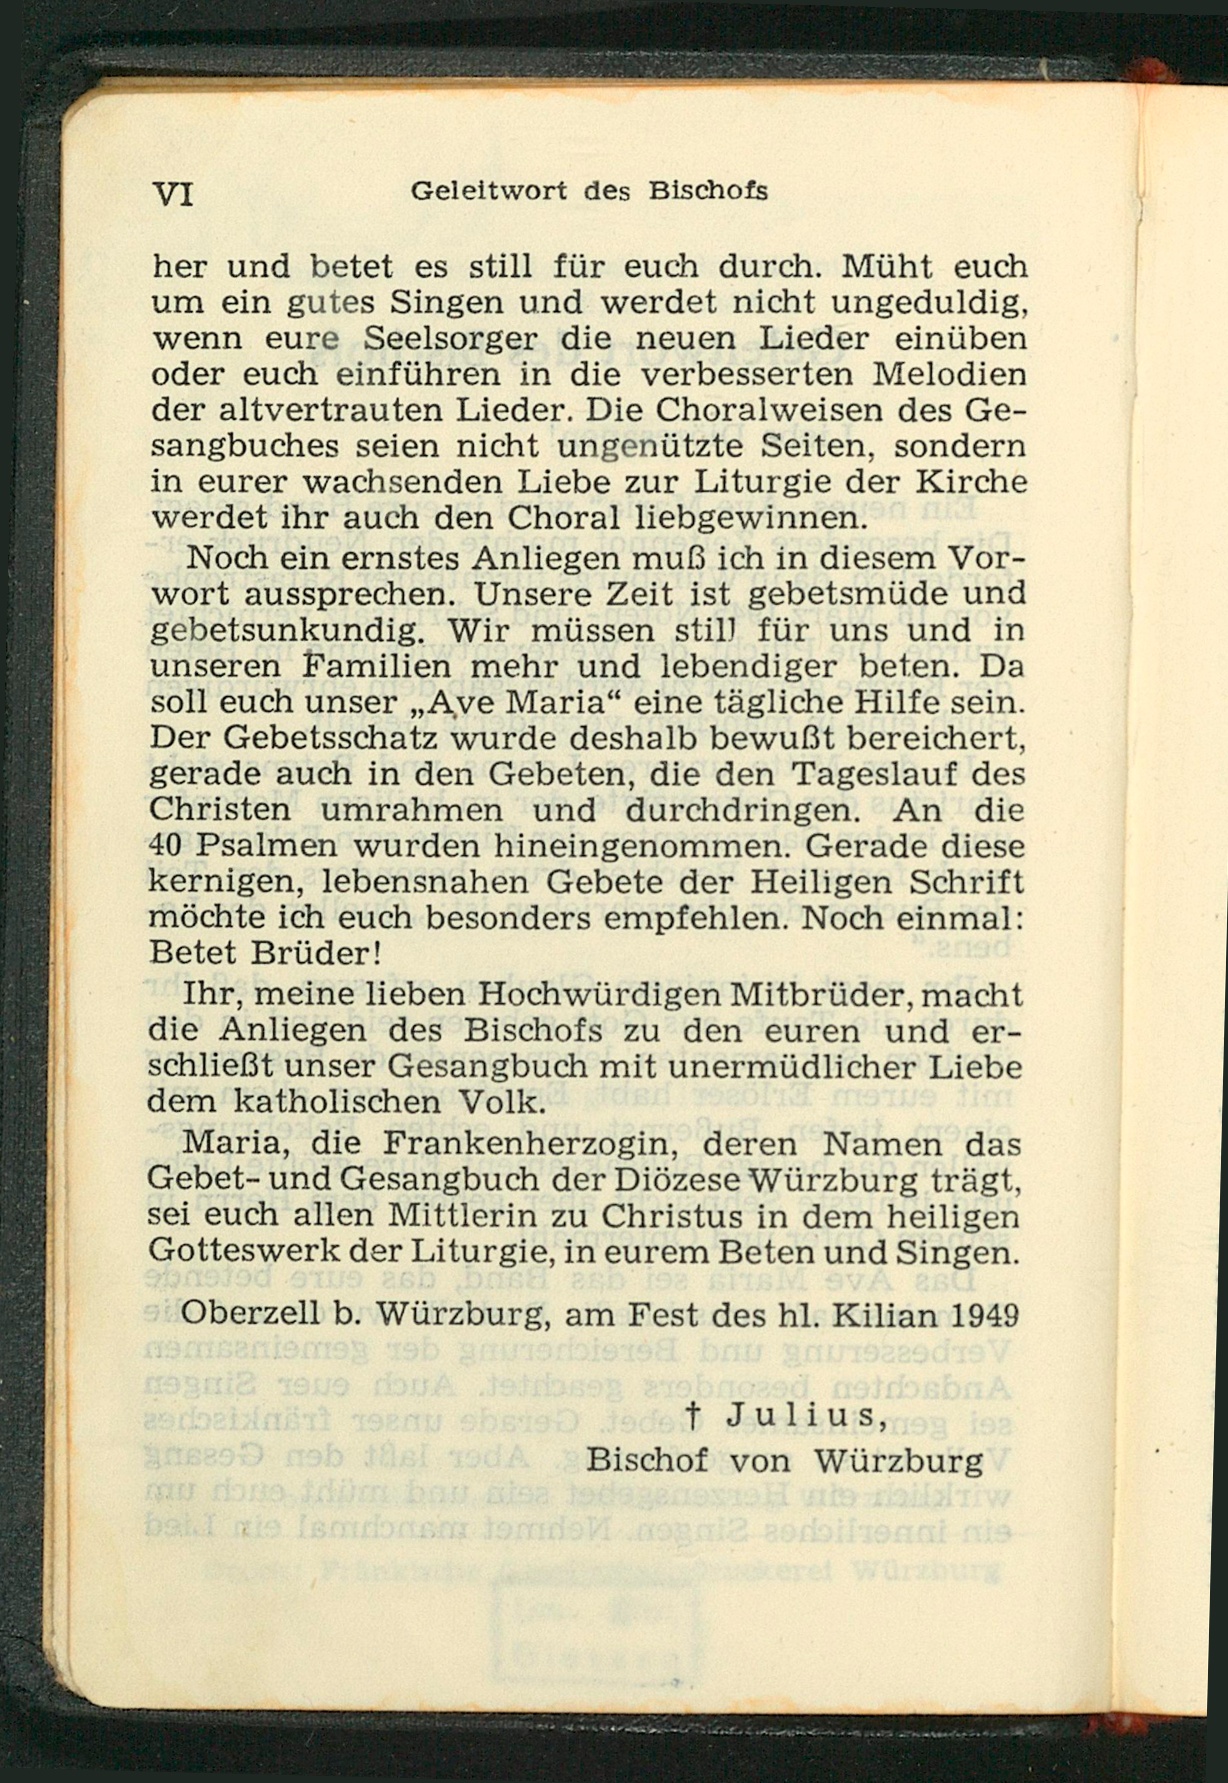 VI Geleitwort des Bischofs
her und betet es still für euch durch. Müht euch
um ein gutes Singen und werdet nicht ungeduldig,
wenn eure Seelsorger die neuen Lieder einüben
oder euch einführen in die verbesserten Melodien
der altvertrauten Lieder. Die Choralweisen des Ge-
sangbuches seien nicht ungenützte Seiten, sondern
in eurer wachsenden Liebe zur Liturgie der Kirche
werdet ihr auch den Choral liebgewinnen.
Noch ein ernstes Anliegen muß ich in diesem Vor-
wort aussprechen. Unsere Zeit ist gebetsmüde und
gebetsunkundig. Wir müssen still für uns und in
unseren Familien mehr und lebendiger beten. Da
soll euch unser „Ave Maria“ eine tägliche Hilfe sein.
Der Gebetsschatz wurde deshalb bewußt bereichert,
gerade auch in den Gebeten, die den Tageslauf des
Christen umrahmen und durchdringen. An die
40 Psalmen wurden hineingenommen. Gerade diese
kernigen, lebensnahen Gebete der Heiligen Schrift
möchte ich euch besonders empfehlen. Noch einmal:
Betet Brüder!
Ihr, meine lieben Hochwürdigen Mitbrüder, macht
die Anliegen des Bischofs zu den euren und er-
schließt unser Gesangbuch mit unermüdlicher Liebe
dem katholischen Volk.
Maria, die Frankenherzogin, deren Namen das
Gebet- und Gesangbuch der Diözese Würzburg trägt,
sei euch allen Mittlerin zu Christus in dem heiligen
Gotteswerk der Liturgie, in eurem Beten und Singen.
Oberzell b. Würzburg, am Fest des hl. Kilian 1949
† Julius,
Bischof von Würzburg